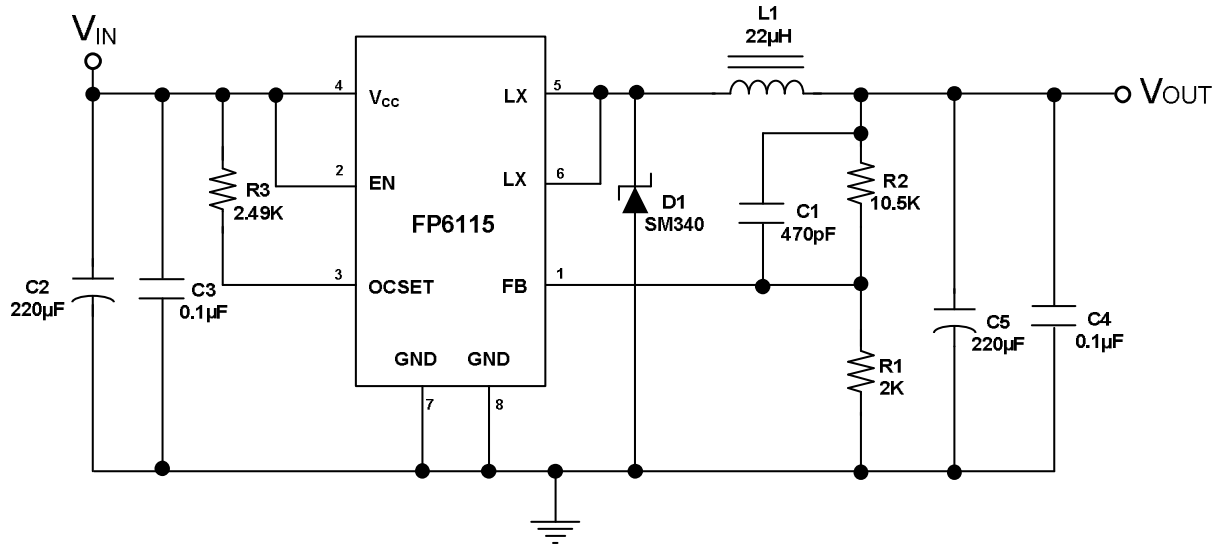 L1
22µH
VIN
VOUT
4
VCC
LX
5
2
EN
LX
6
R3
2.49K
FP6115
D1
SM340
C1
470pF
R2
10.5K
3
OCSET
FB
1
C2
220µF
C3
0.1µF
C5
220µF
C4
0.1µF
GND
GND
R1
2K
7
8